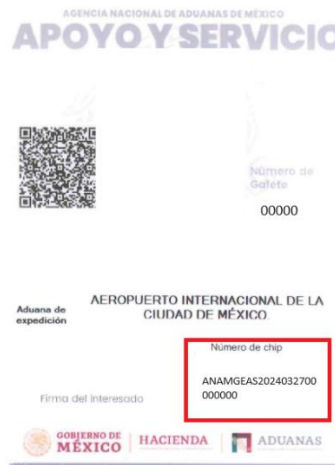 AGENCIA NACIONAL DE ADUANAS DE MÉXICO
APOYO Y SERVICIO
Número de
Gafete
00000
Aduana de
expedición
AEROPUERTO INTERNACIONAL DE LA
CIUDAD DE MÉXICO.
Número de chip
ANAMGEAS2024032700
000000
Firma del interesado
GOBIERNO DE
MÉXICO
HACIENDA
ADUANAS